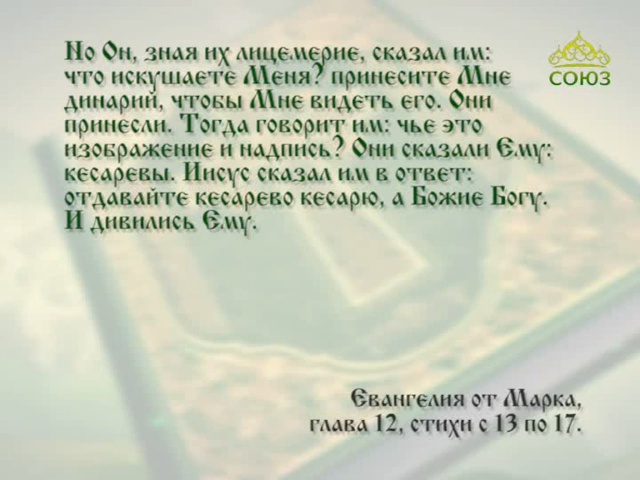 Но Он, зная их лицемерие, сказал им:
что искушаете Меня? принесите Мне
динарий, чтобы Мне видеть его. Они
принесли. Тогда говорит им: чье это
изображение и надпись? Они сказали Ему:
кесаревы. Иисус сказал им в ответ:
отдавайте кесарево кесарю, а Божие Богу.
И дивились Ему.
СОЮЗ
Евангелия от Марка,
глава 12, стихи с 13 по 17.